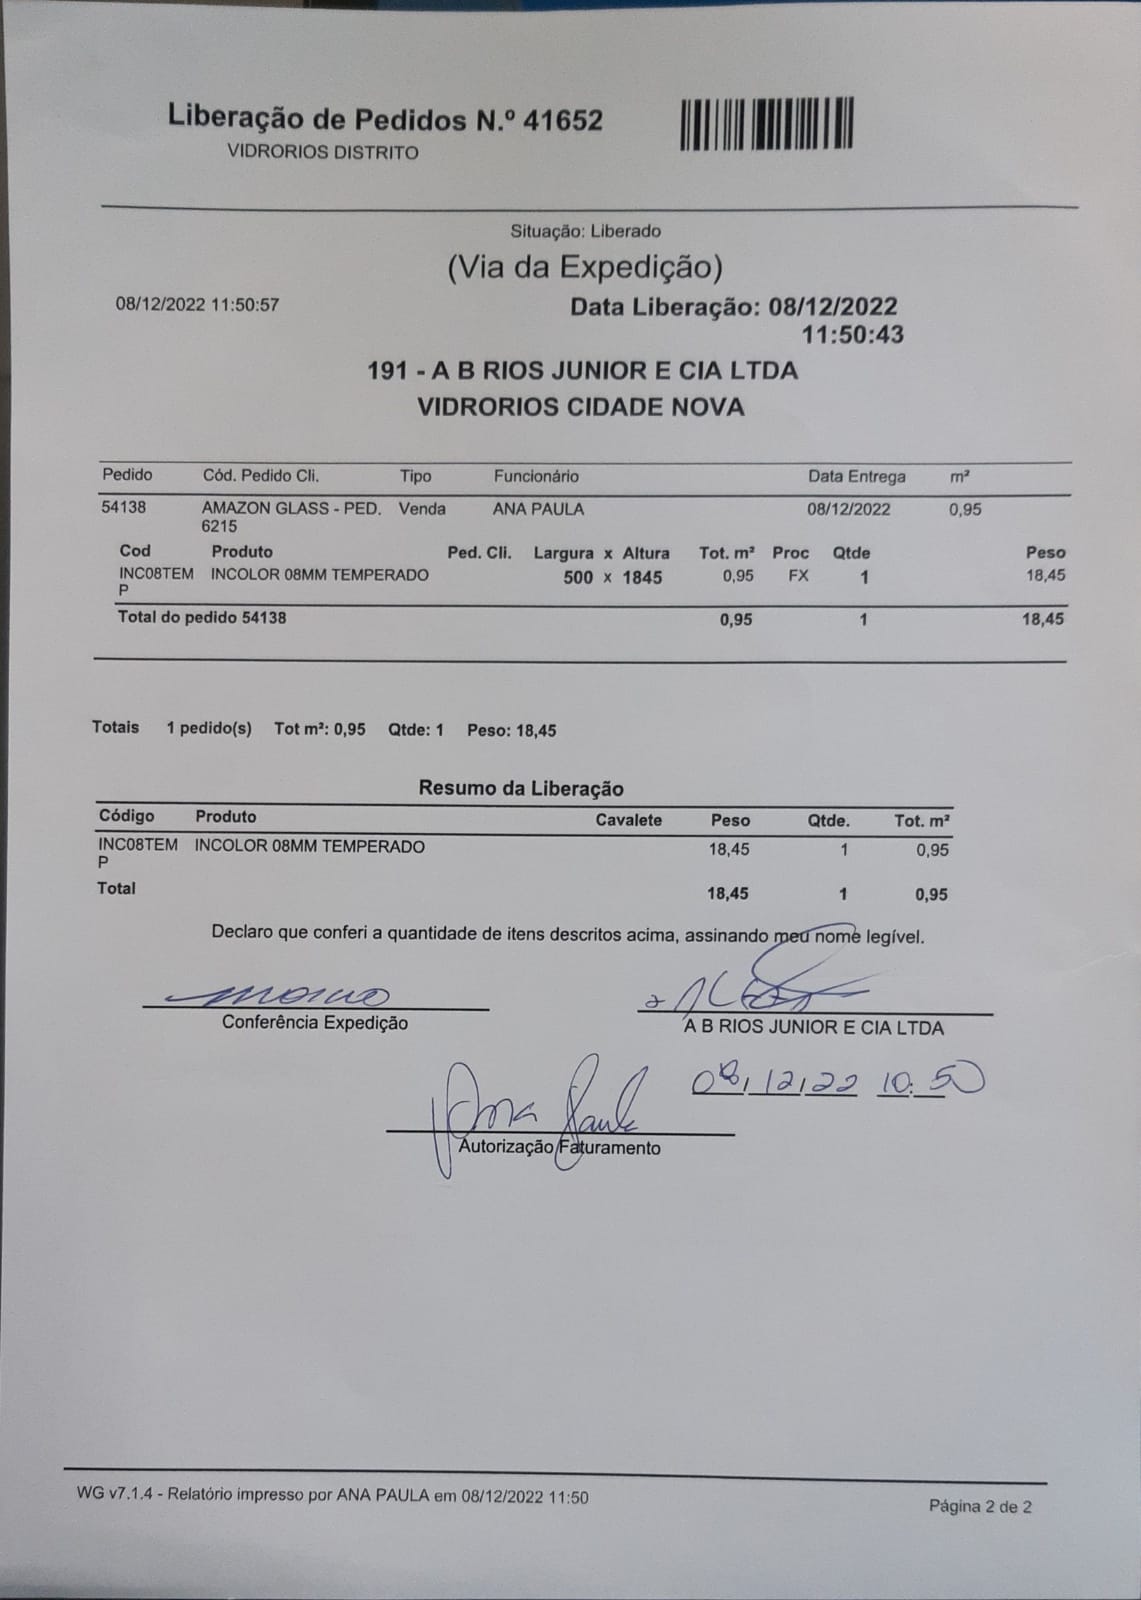 Liberação de Pedidos N.º 41652
VIDRORIOS DISTRITO
Situação: Liberado
(Via da Expedição)
08/12/2022 11:50:57
Data Liberação: 08/12/2022
11:50:43
191 - A B RIOS JUNIOR E CIA LTDA
VIDRORIOS CIDADE NOVA
Pedido Cód. Pedido Cli. Tipo Funcionário Data Entrega m²
54138 AMAZON GLASS - PED. Venda ANA PAULA 08/12/2022 0,95
6215
Cod Produto Ped. Cli. Largura x Altura Tot. m² Proc Qtde Peso
INC08TEM INCOLOR 08MM TEMPERADO 500 x 1845 0,95 FX 1 18,45
P
Total do pedido 54138 0,95 1 18,45
Totais 1 pedido(s) Tot m²: 0,95 Qtde: 1 Peso: 18,45
Resumo da Liberação
Código Produto Cavalete Peso Qtde. Tot. m²
INC08TEM INCOLOR 08MM TEMPERADO 18,45 1 0,95
P
Total 18,45 1 0,95
Declaro que conferi a quantidade de itens descritos acima, assinando meu nome legível.
Conferência Expedição
A B RIOS JUNIOR E CIA LTDA
08/12/22 10:50
Ana Paula
Autorização Faturamento
WG v7.1.4 - Relatório impresso por ANA PAULA em 08/12/2022 11:50
Página 2 de 2